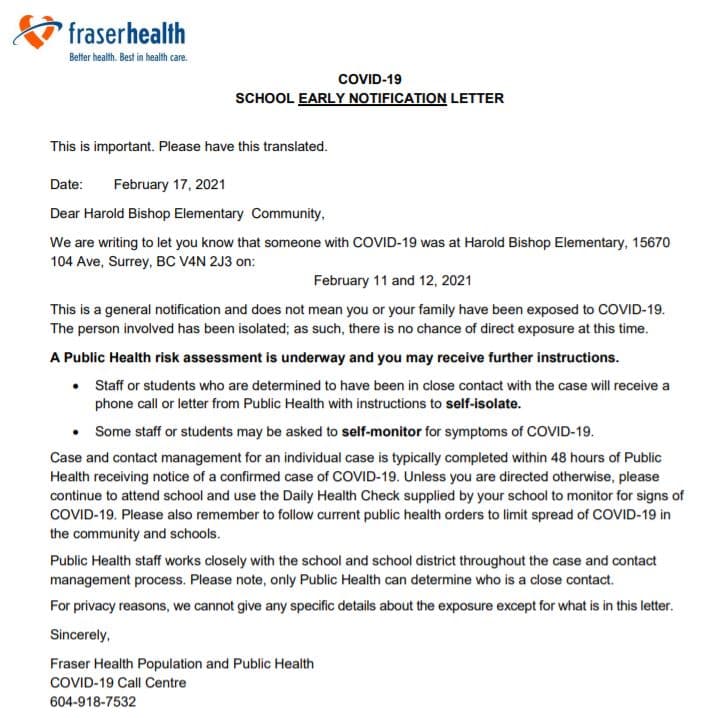 fraserhealth
Better health. Best in health care.
COVID-19
SCHOOL EARLY NOTIFICATION LETTER
This is important. Please have this translated.
Date: February 17, 2021
Dear Harold Bishop Elementary Community,
We are writing to let you know that someone with COVID-19 was at Harold Bishop Elementary, 15670
104 Ave, Surrey, BC V4N 2J3 on:
February 11 and 12, 2021
This is a general notification and does not mean you or your family have been exposed to COVID-19.
The person involved has been isolated; as such, there is no chance of direct exposure at this time.
A Public Health risk assessment is underway and you may receive further instructions.
• Staff or students who are determined to have been in close contact with the case will receive a
phone call or letter from Public Health with instructions to self-isolate.
• Some staff or students may be asked to self-monitor for symptoms of COVID-19.
Case and contact management for an individual case is typically completed within 48 hours of Public
Health receiving notice of a confirmed case of COVID-19. Unless you are directed otherwise, please
continue to attend school and use the Daily Health Check supplied by your school to monitor for signs of
COVID-19. Please also remember to follow current public health orders to limit spread of COVID-19 in
the community and schools.
Public Health staff works closely with the school and school district throughout the case and contact
management process. Please note, only Public Health can determine who is a close contact.
For privacy reasons, we cannot give any specific details about the exposure except for what is in this letter.
Sincerely,
Fraser Health Population and Public Health
COVID-19 Call Centre
604-918-7532